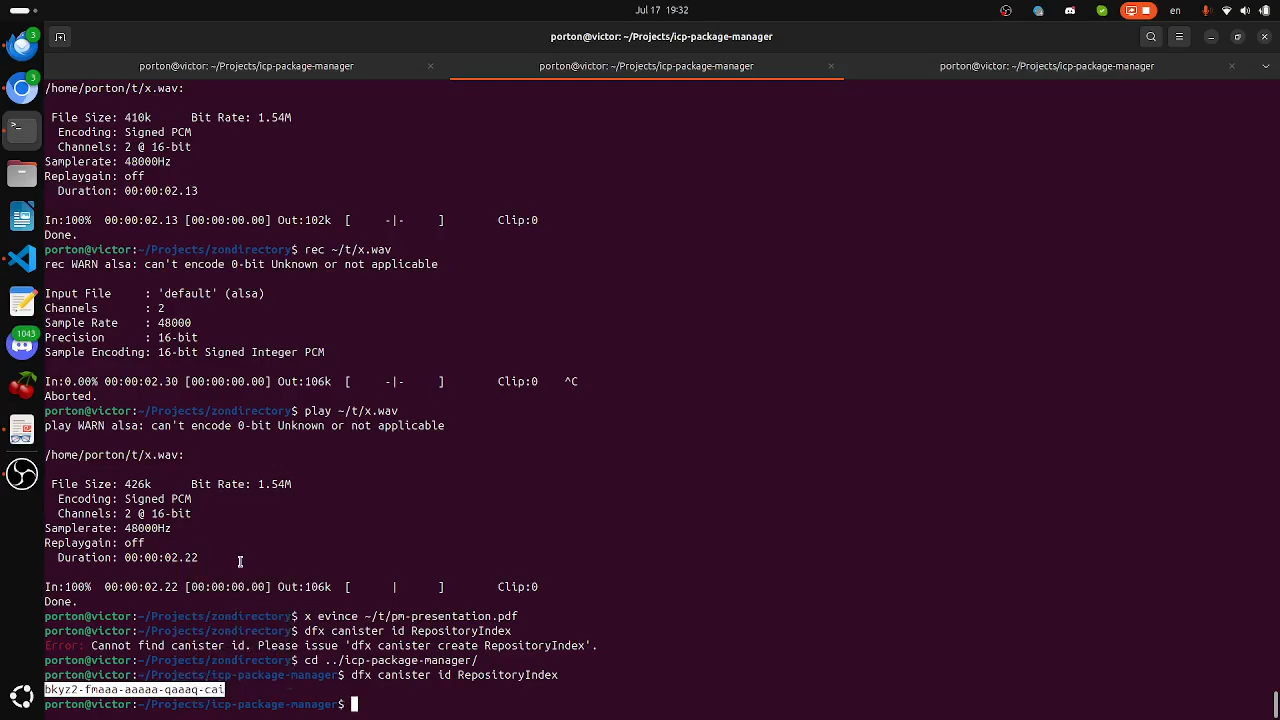 Jul 17 19:32
en
porton@victor: ~/Projects/icp-package-manager
porton@victor: ~/Projects/icp-package-manager
porton@victor: ~/Projects/icp-package-manager
porton@victor: ~/Projects/icp-package-manager
3
3
1043
/home/porton/t/x.wav:
File Size: 410k Bit Rate: 1.54M
Encoding: Signed PCM
Channels: 2 @ 16-bit
Samplerate: 48000Hz
Replaygain: off
Duration: 00:00:02.13
In:100% 00:00:02.13 [00:00:00.00] Out:102k [ -|- ] Clip:0
Done.
porton@victor:~/Projects/zondirectory$ rec ~/t/x.wav
rec WARN alsa: can't encode 0-bit Unknown or not applicable
Input File : 'default' (alsa)
Channels : 2
Sample Rate : 48000
Precision : 16-bit
Sample Encoding: 16-bit Signed Integer PCM
In:0.00% 00:00:02.30 [00:00:00.00] Out:106k [ -|- ] Clip:0 ^C
Aborted.
porton@victor:~/Projects/zondirectory$ play ~/t/x.wav
play WARN alsa: can't encode 0-bit Unknown or not applicable
/home/porton/t/x.wav:
File Size: 426k Bit Rate: 1.54M
Encoding: Signed PCM
Channels: 2 @ 16-bit
Samplerate: 48000Hz
Replaygain: off
Duration: 00:00:02.22
In:100% 00:00:02.22 [00:00:00.00] Out:106k [ | ] Clip:0
Done.
porton@victor:~/Projects/zondirectory$ x evince ~/t/pm-presentation.pdf
porton@victor:~/Projects/zondirectory$ dfx canister id RepositoryIndex
Error: Cannot find canister id. Please issue 'dfx canister create RepositoryIndex'.
porton@victor:~/Projects/zondirectory$ cd ../icp-package-manager/
porton@victor:~/Projects/icp-package-manager$ dfx canister id RepositoryIndex
bkyz2-fmaaa-aaaaa-qaaaq-cai
porton@victor:~/Projects/icp-package-manager$